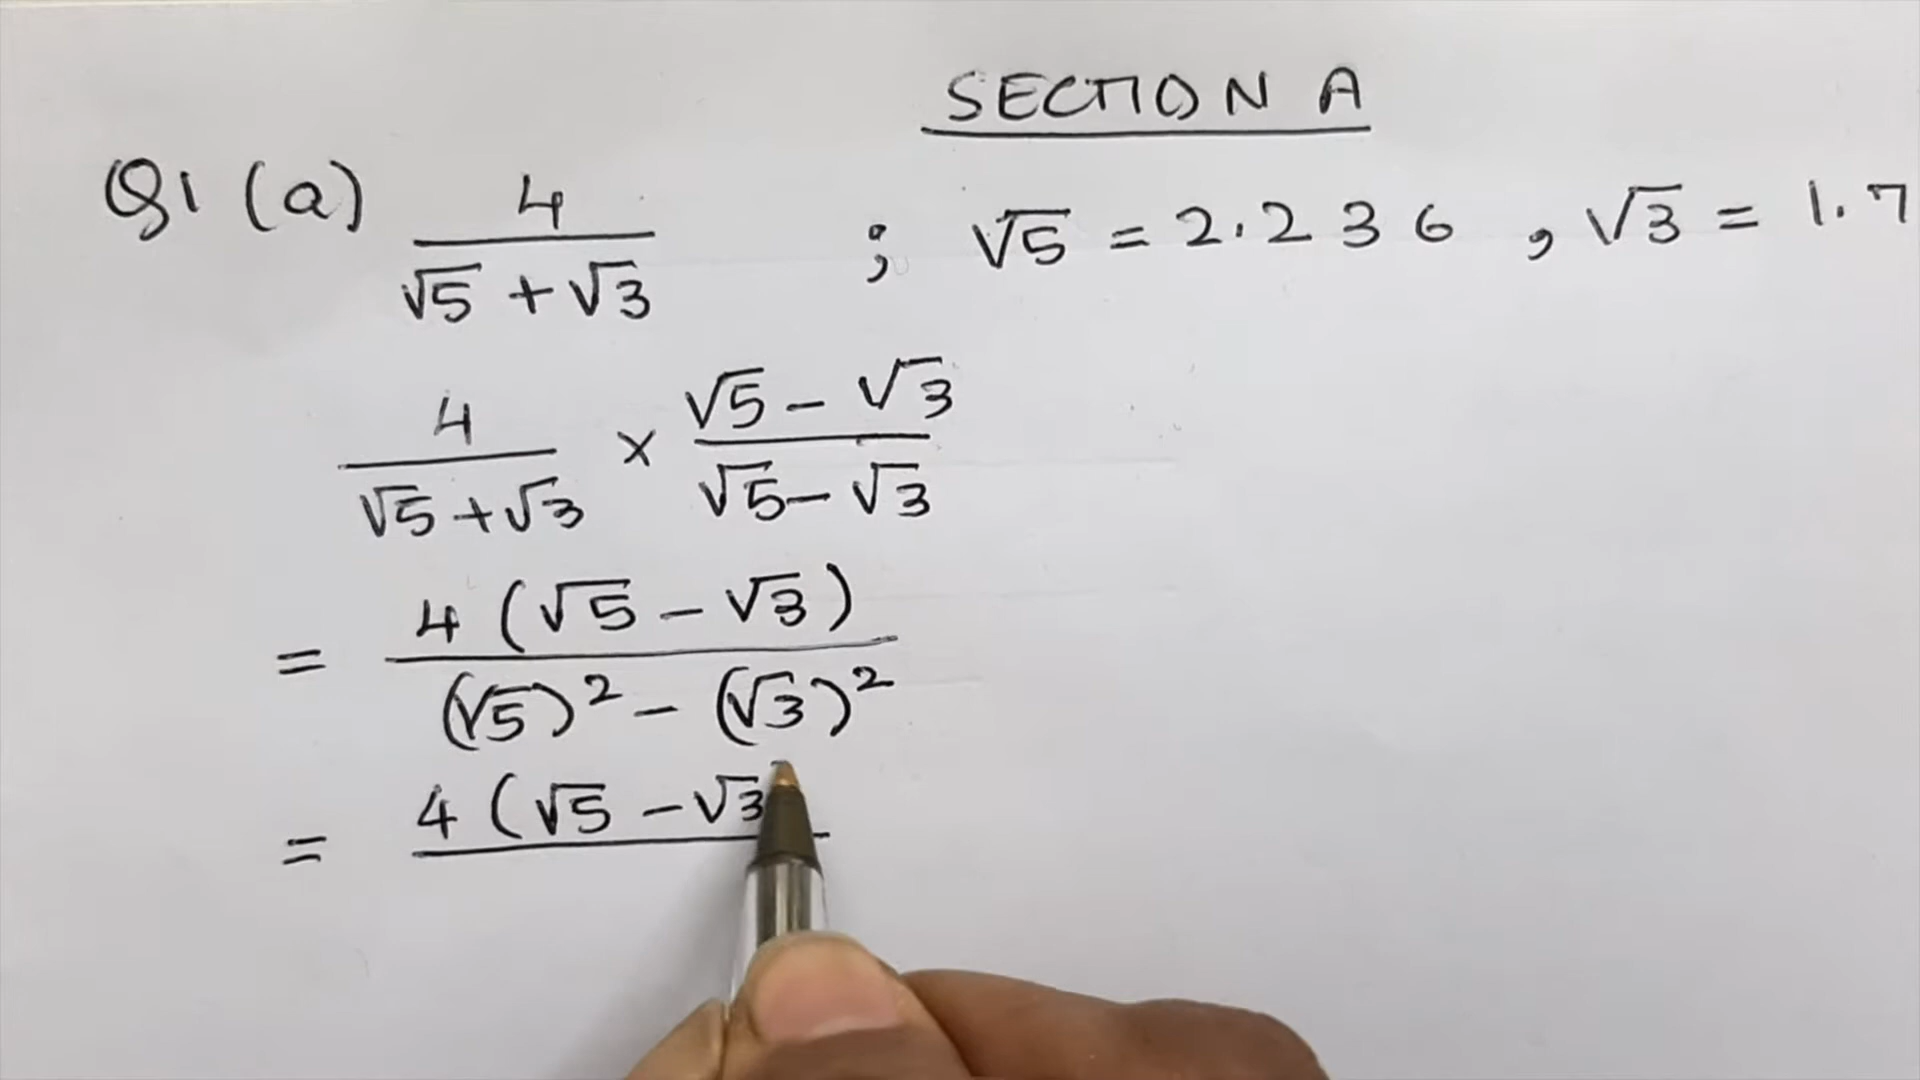 SECTION A
Q1 (a) 4 / (√5 + √3) ; √5 = 2.236 , √3 = 1.7
4 / (√5 + √3) × (√5 − √3) / (√5 − √3)
= 4 (√5 − √3) / ((√5)² − (√3)²)
= 4 (√5 − √3